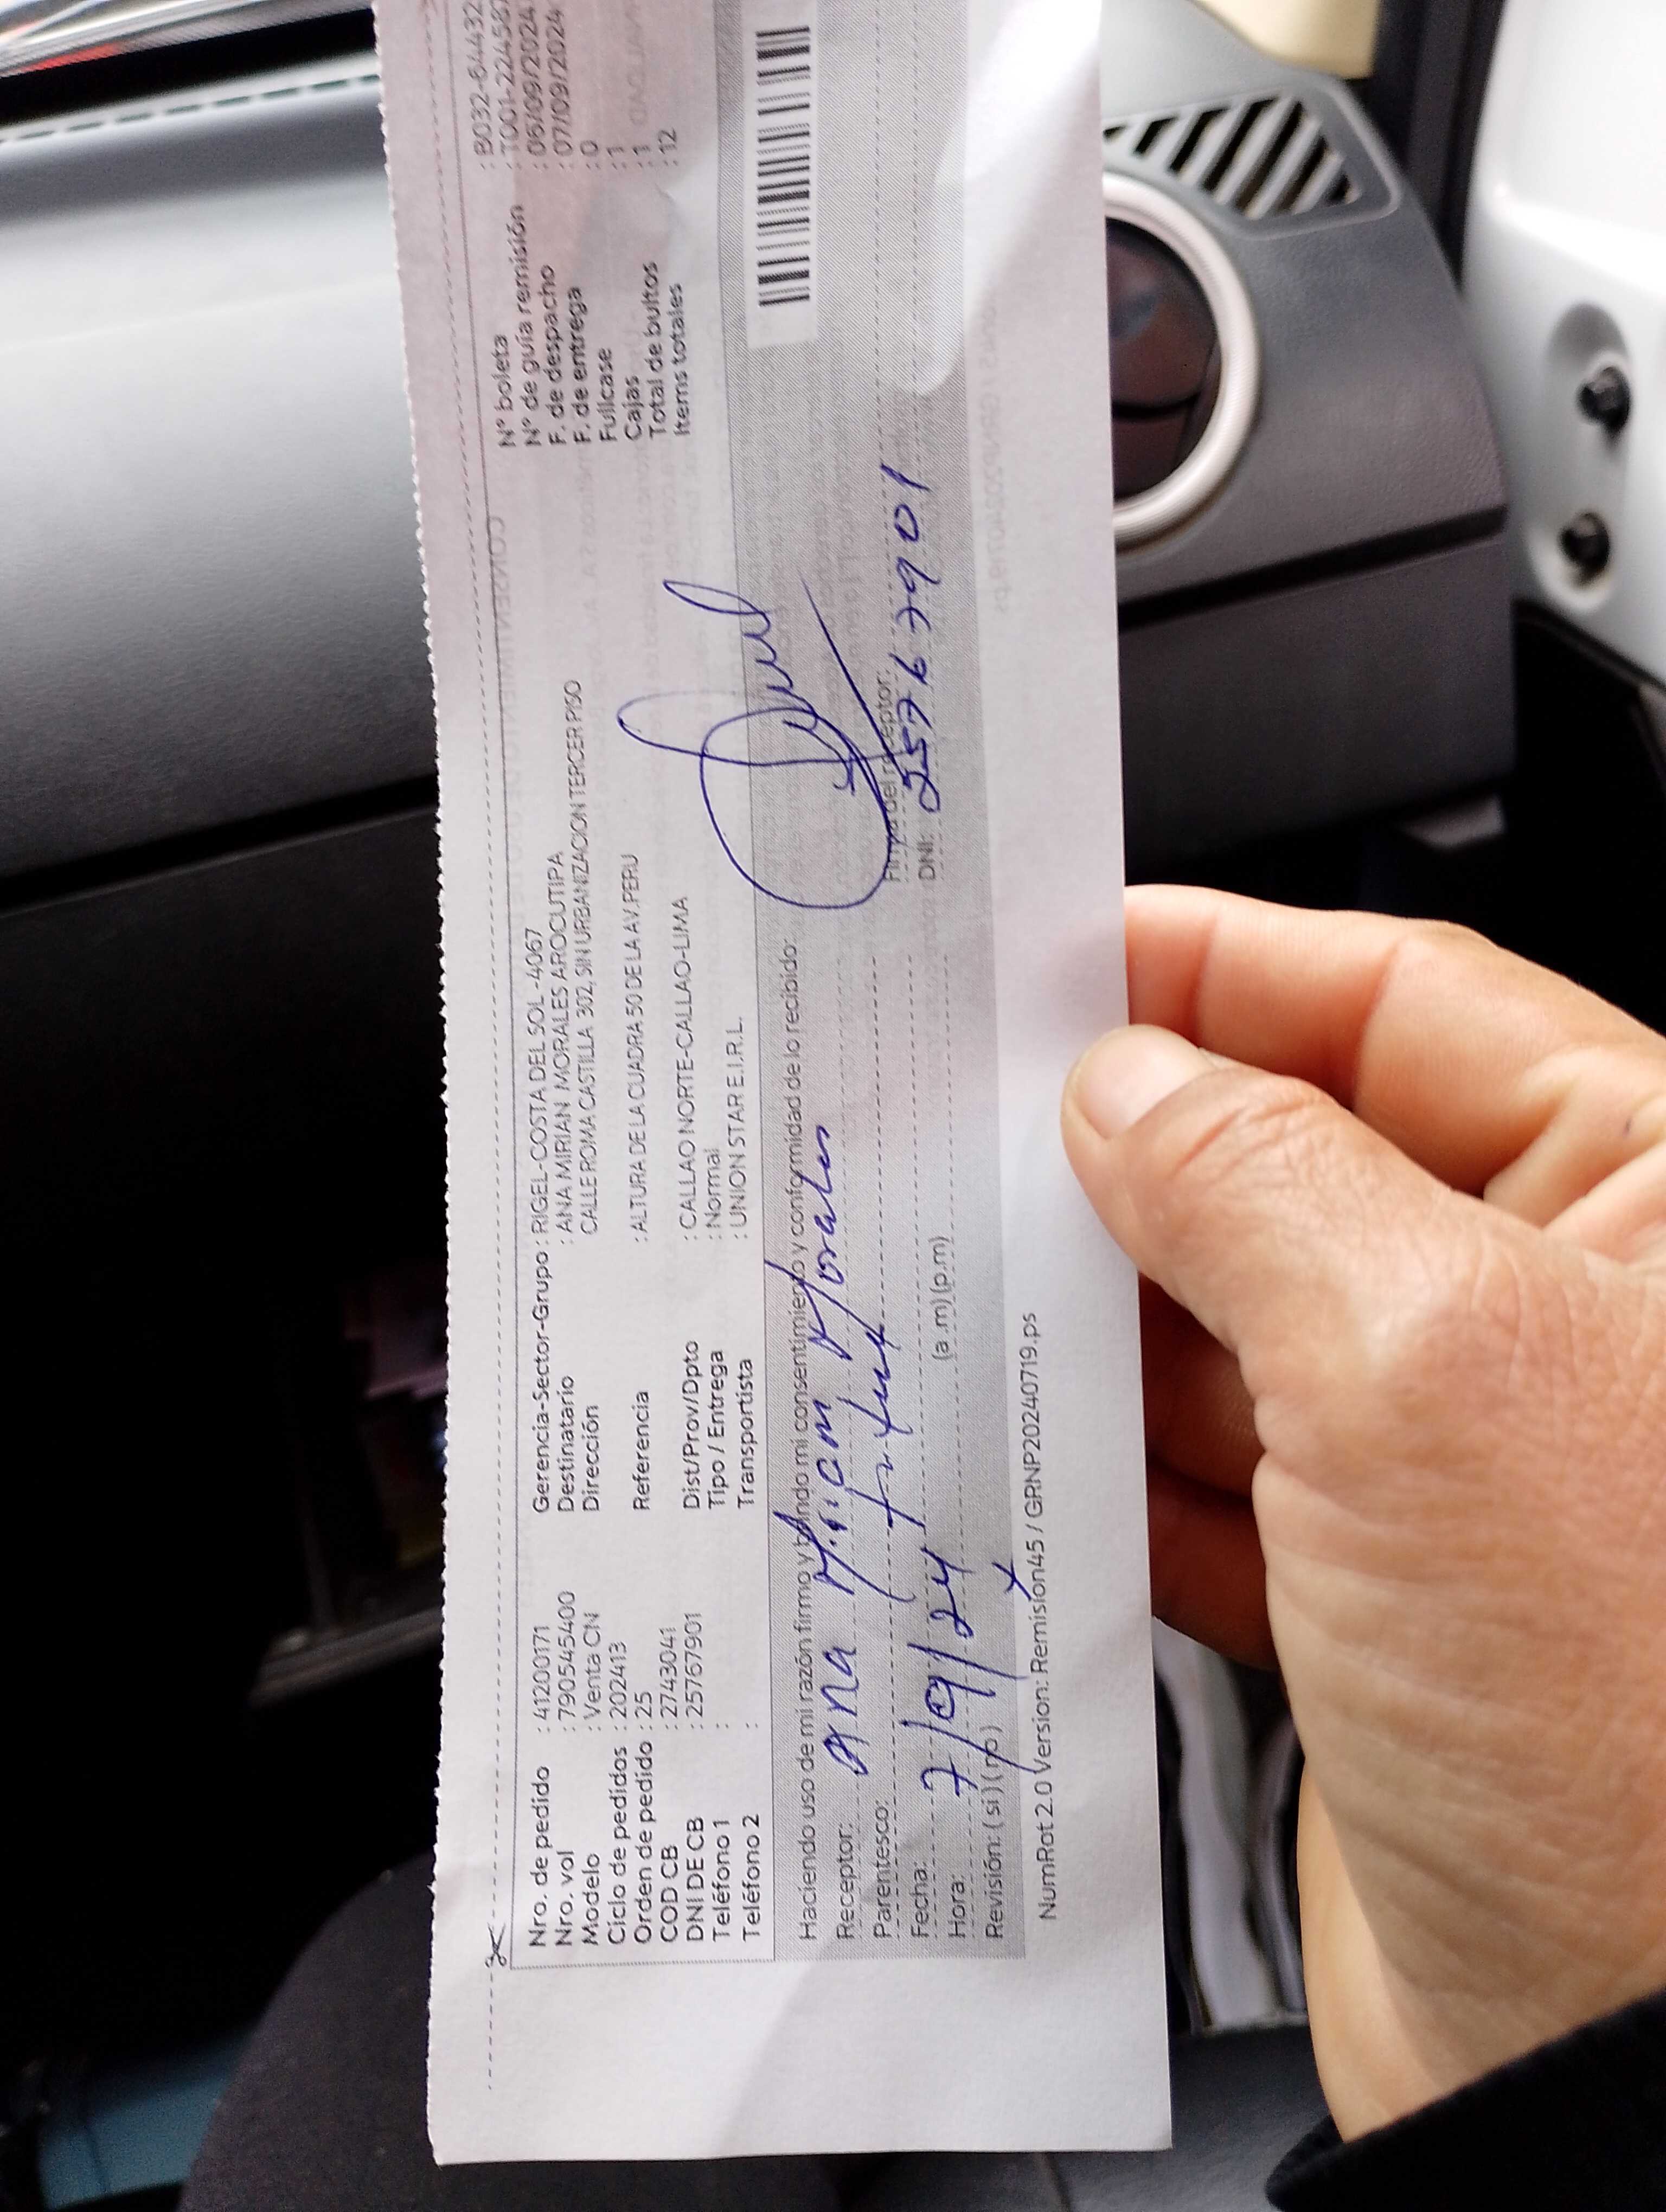 Nro. de pedido : 41200171
Nro. vol : 790545400
Modelo : Venta CN
Ciclo de pedidos : 202413
Orden de pedido : 25
COD CB : 2743041
DNI DE CB : 25767901
Teléfono 1 :
Teléfono 2 :
Gerencia-Sector-Grupo : RIGEL-COSTA DEL SOL -4067
Destinatario : ANA MIRIAN MORALES AROCUTIPA
Dirección CALLE ROMA CASTILLA 302, SIN URBANIZACION TERCER PISO
Referencia : ALTURA DE LA CUADRA 50 DE LA AV.PERU
Dist/Prov/Dpto : CALLAO NORTE-CALLAO-LIMA
Tipo / Entrega : Normal
Transportista : UNION STAR E.I.R.L.
N° boleta : B032-64432
N° de guía remisión : T001-224587
F. de despacho : 06/09/2024
F. de entrega : 07/09/2024
Fullcase : 0
Cajas : 1
Total de bultos : 1
Items totales : 12
Haciendo uso de mi razón firmo y brindo mi consentimiento y conformidad de lo recibido:
Receptor: Ana Miriam Morales
Parentesco:
Fecha: 7/9/24
Hora: (a.m) (p.m)
Revisión: ( si ) ( no )
Firma del receptor:
DNI: 25767901
NumRot 2.0 Version: Remision45 / GRNP20240719.ps